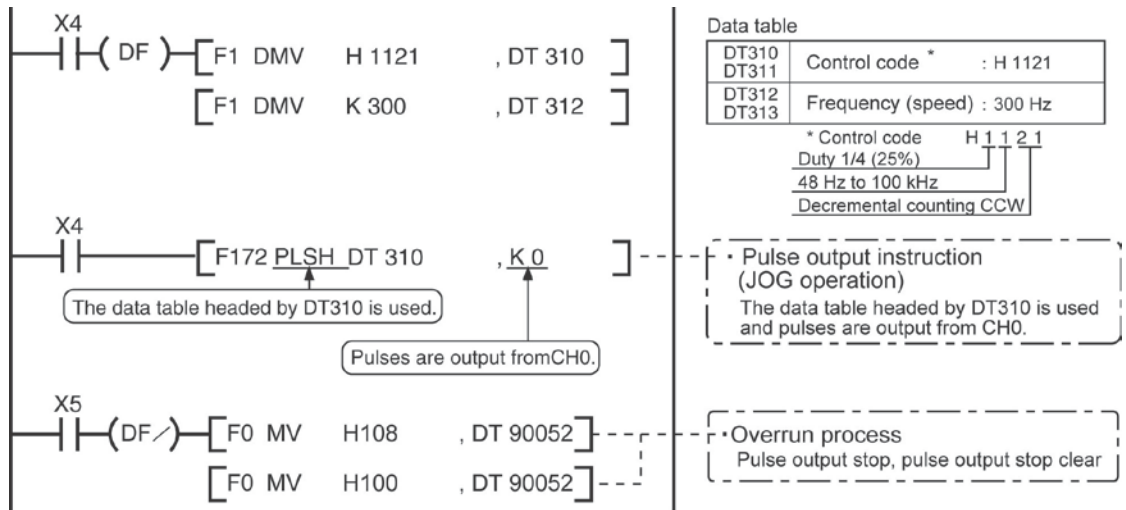 X4
( DF ) F1 DMV H 1121 , DT 310
F1 DMV K 300 , DT 312
X4
F172 PLSH DT 310 , K 0
The data table headed by DT310 is used.
Pulses are output fromCH0.
X5
(DF/) F0 MV H108 , DT 90052
F0 MV H100 , DT 90052
Data table
DT310
DT311
Control code * : H 1121
DT312
DT313
Frequency (speed) : 300 Hz
* Control code H 1 1 2 1
Duty 1/4 (25%)
48 Hz to 100 kHz
Decremental counting CCW
· Pulse output instruction
(JOG operation)
The data table headed by DT310 is used
and pulses are output from CH0.
·Overrun process
Pulse output stop, pulse output stop clear